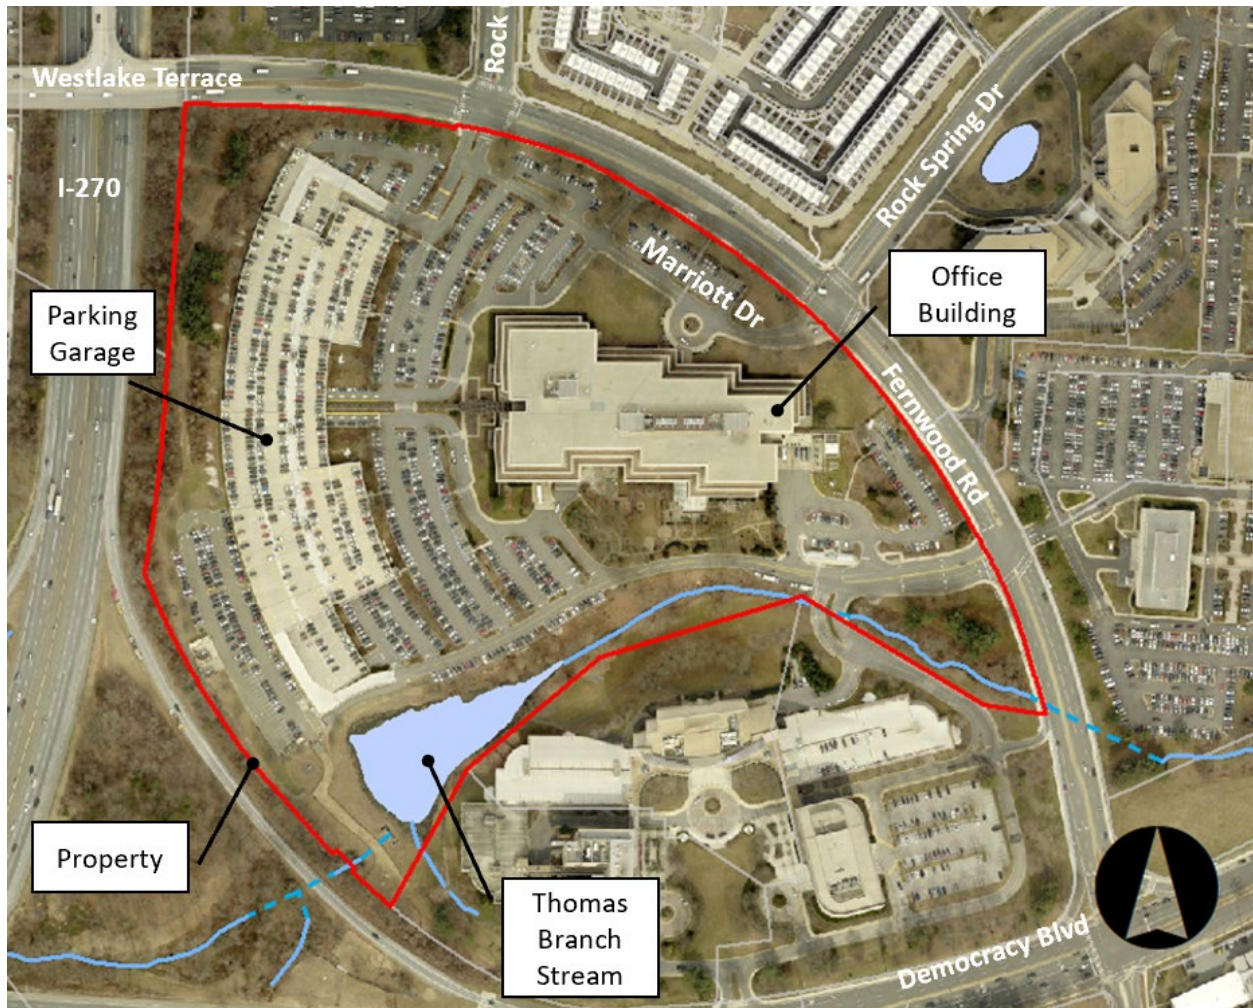 Rock
Westlake Terrace
I-270
Rock Spring Dr
Marriott Dr
Office
Building
Parking
Garage
Fernwood Rd
Property
Thomas
Branch
Stream
Democracy Blvd